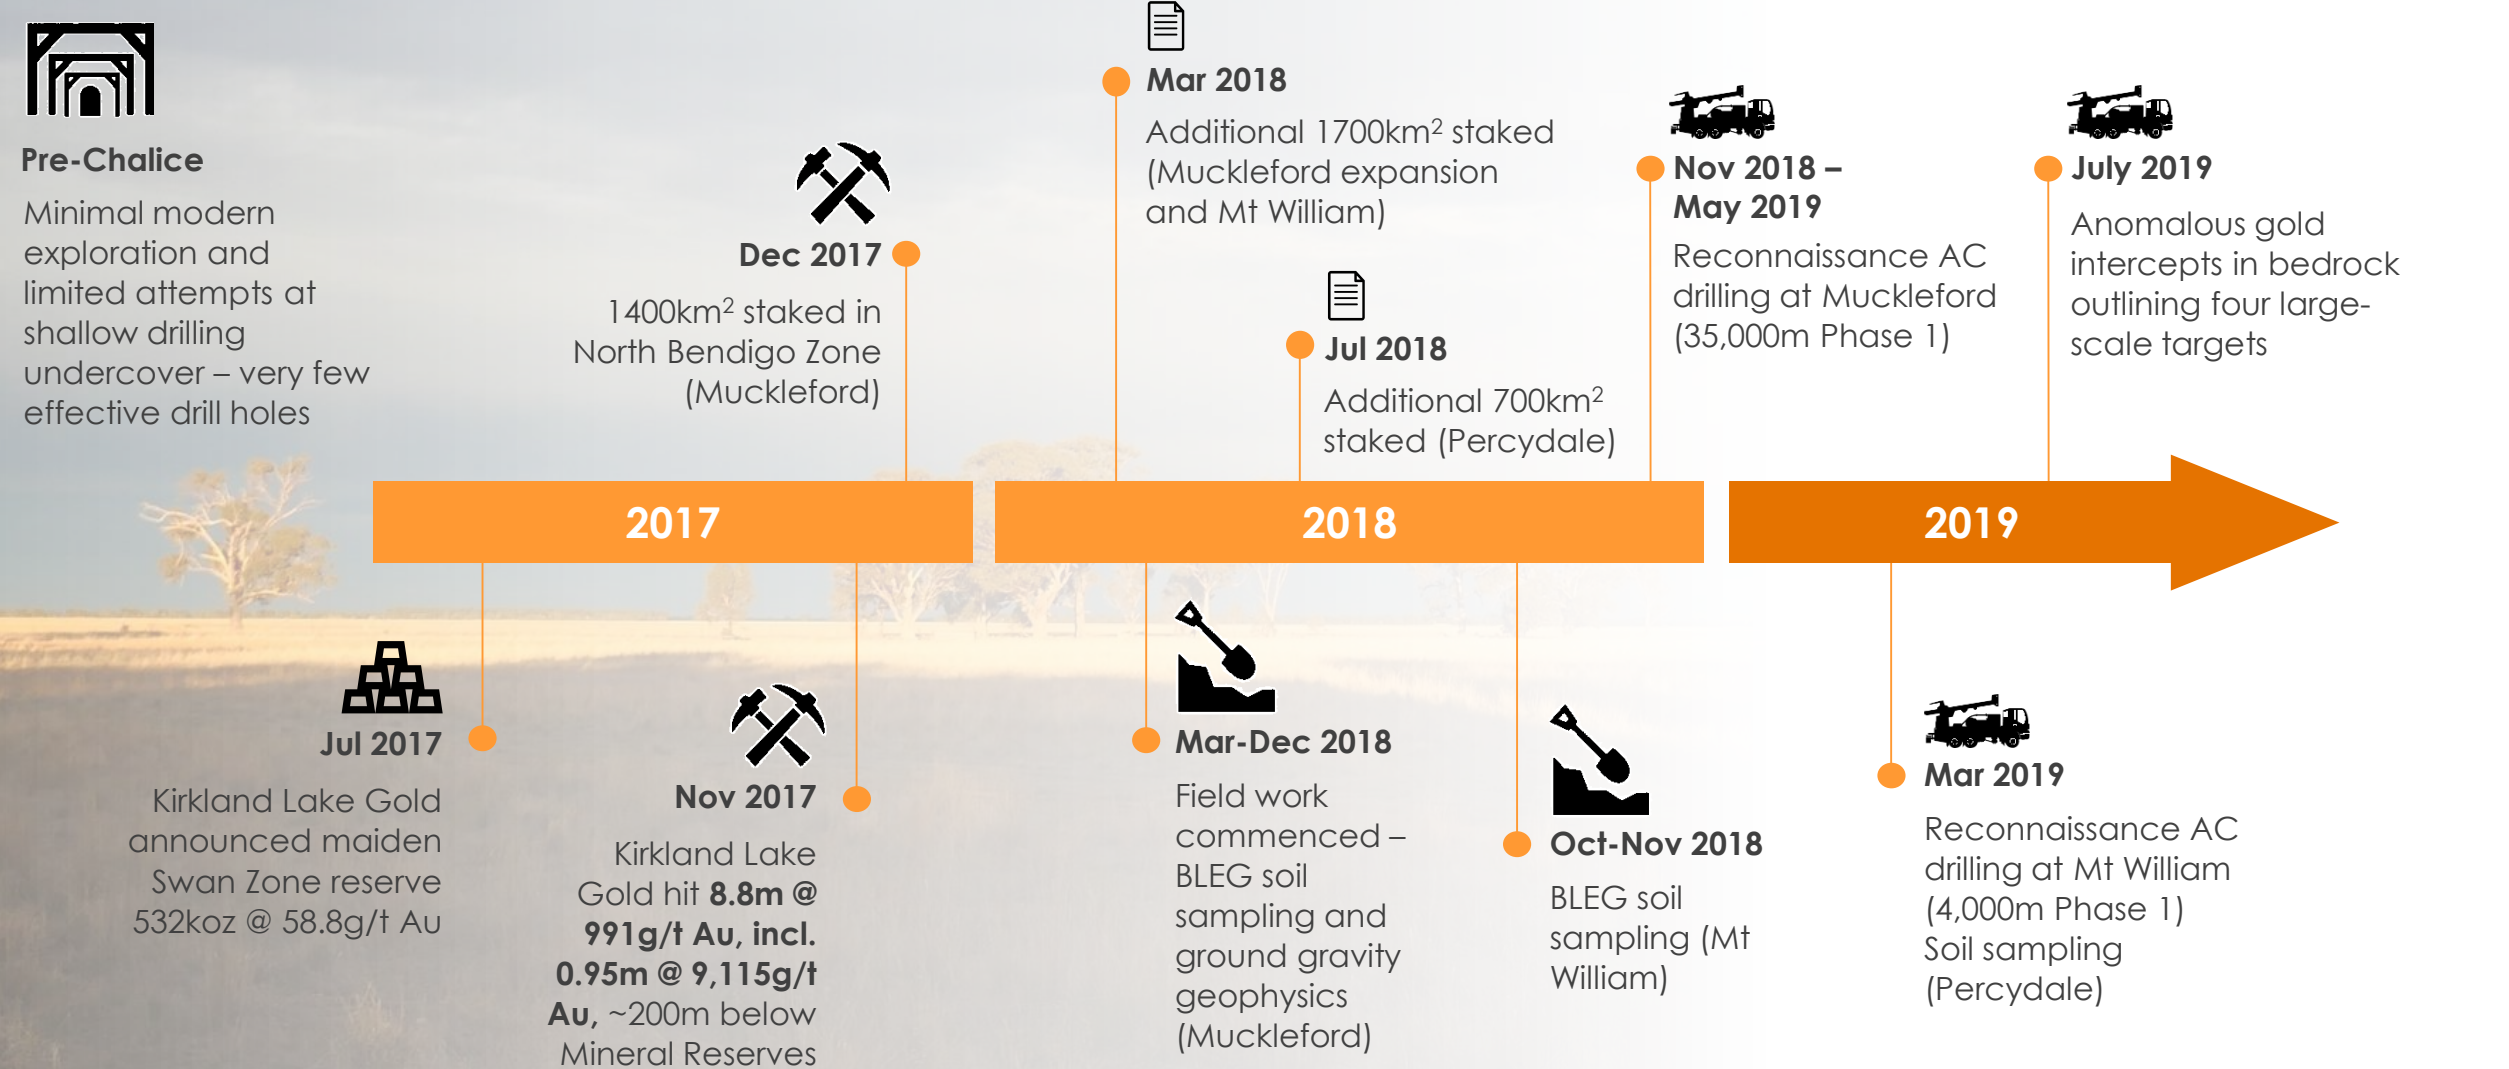 Pre-Chalice
Minimal modern
exploration and
limited attempts at
shallow drilling
undercover – very few
effective drill holes
Dec 2017
1400km² staked in
North Bendigo Zone
(Muckleford)
Mar 2018
Additional 1700km² staked
(Muckleford expansion
and Mt William)
Jul 2018
Additional 700km²
staked (Percydale)
Nov 2018 –
May 2019
Reconnaissance AC
drilling at Muckleford
(35,000m Phase 1)
July 2019
Anomalous gold
intercepts in bedrock
outlining four large-
scale targets
2017
2018
2019
Jul 2017
Kirkland Lake Gold
announced maiden
Swan Zone reserve
532koz @ 58.8g/t Au
Nov 2017
Kirkland Lake
Gold hit 8.8m @
991g/t Au, incl.
0.95m @ 9,115g/t
Au, ~200m below
Mineral Reserves
Mar-Dec 2018
Field work
commenced –
BLEG soil
sampling and
ground gravity
geophysics
(Muckleford)
Oct-Nov 2018
BLEG soil
sampling (Mt
William)
Mar 2019
Reconnaissance AC
drilling at Mt William
(4,000m Phase 1)
Soil sampling
(Percydale)